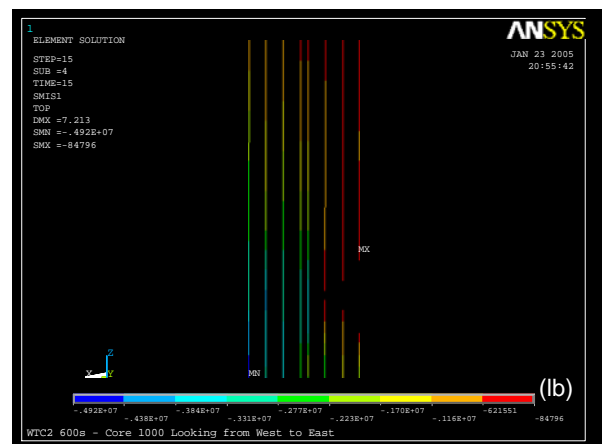 1
ANSYS
ELEMENT SOLUTION
JAN 23 2005
20:55:42
STEP=15
SUB =4
TIME=15
SMIS1
TOP
DMX =7.213
SMN =-.492E+07
SMX =-84796
MX
Z
X Y
MN
(lb)
-.492E+07 -.384E+07 -.277E+07 -.170E+07 -621551
-.438E+07 -.331E+07 -.223E+07 -.116E+07 -84796
WTC2 600s - Core 1000 Looking from West to East